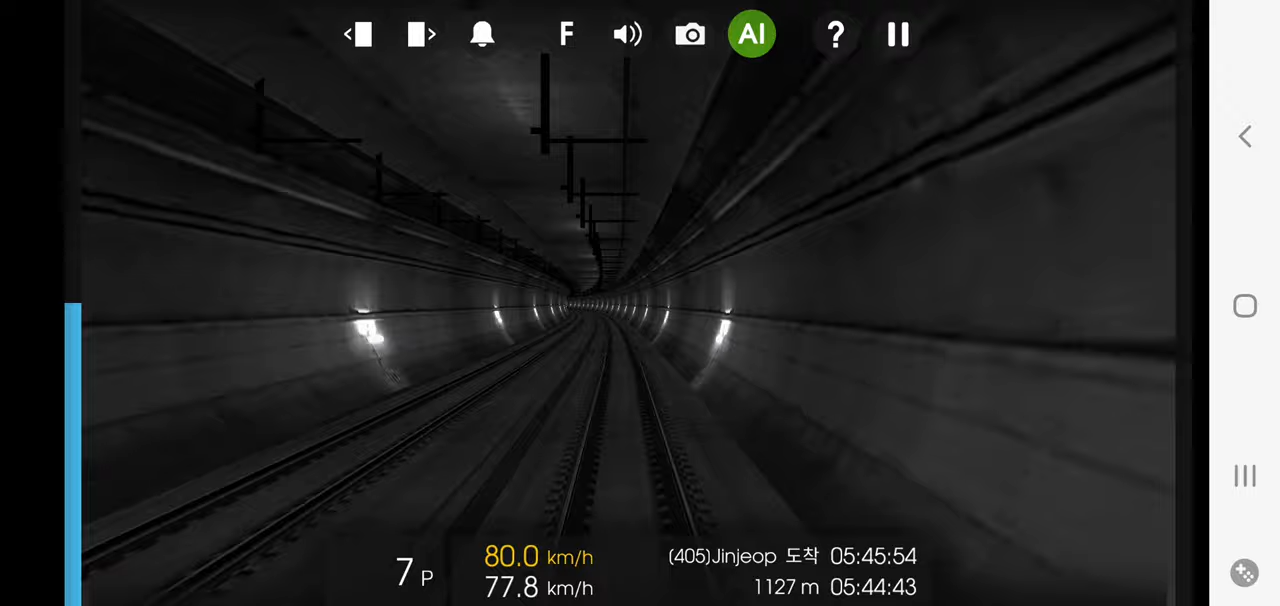 F AI ?
80.0 km/h (405)Jinjeop 도착 05:45:54
7 P 77.8 km/h 1127 m 05:44:43